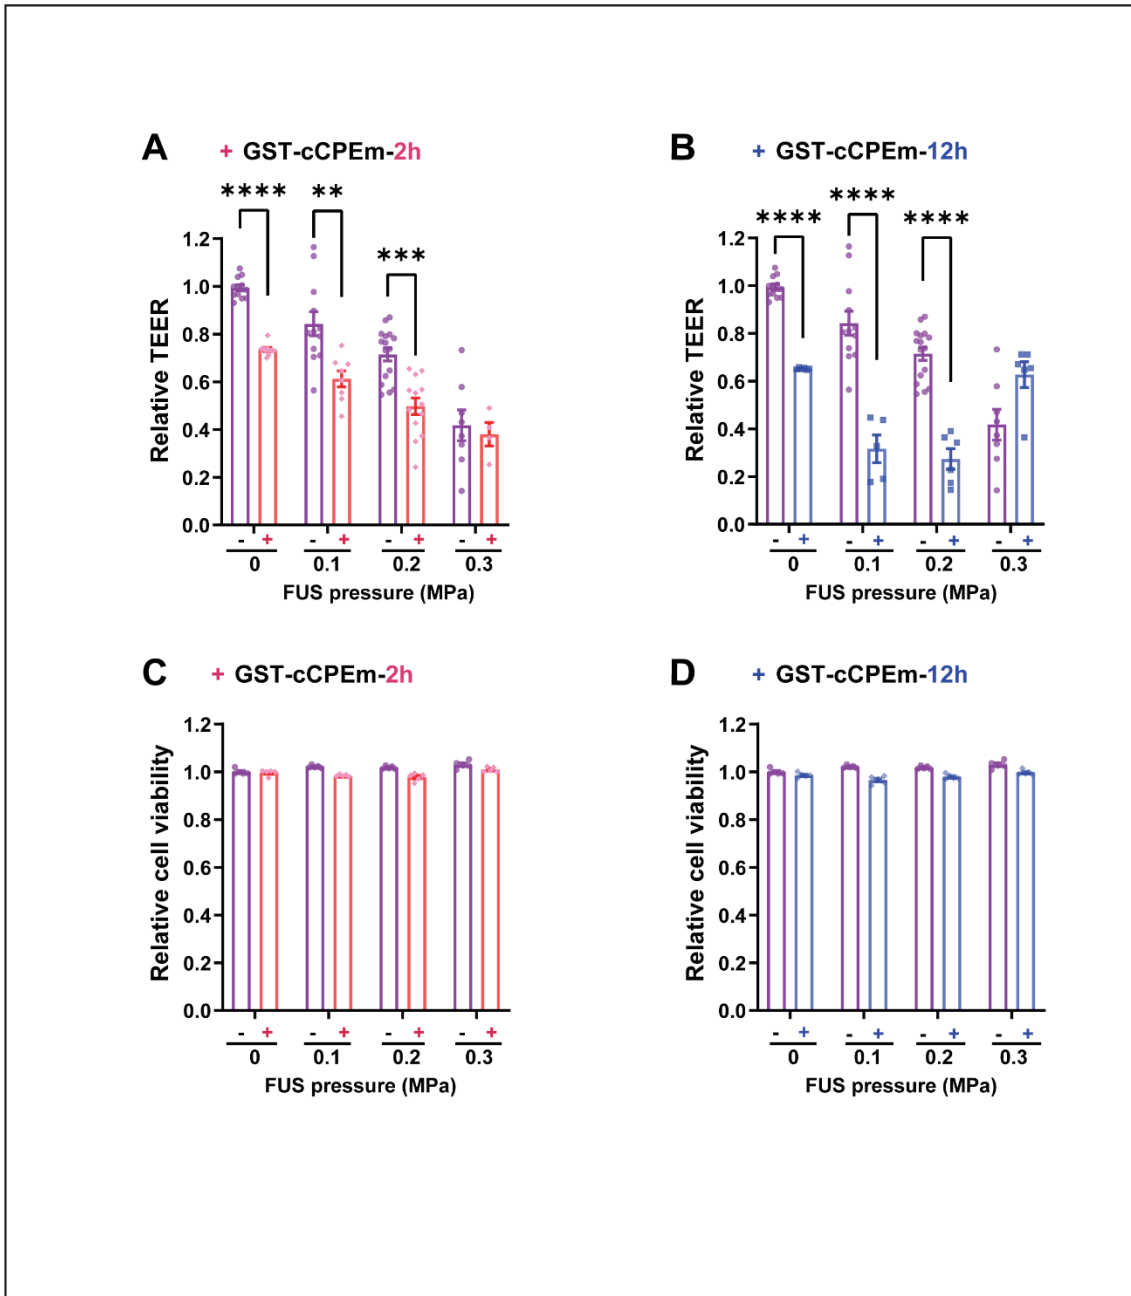 A + GST-cCPEm-2h
**** ** ***
Relative TEER
1.2
1.0
0.8
0.6
0.4
0.2
0.0
- + - + - + - +
0 0.1 0.2 0.3
FUS pressure (MPa)
B + GST-cCPEm-12h
**** **** ****
Relative TEER
1.2
1.0
0.8
0.6
0.4
0.2
0.0
- + - + - + - +
0 0.1 0.2 0.3
FUS pressure (MPa)
C + GST-cCPEm-2h
Relative cell viability
1.2
1.0
0.8
0.6
0.4
0.2
0.0
- + - + - + - +
0 0.1 0.2 0.3
FUS pressure (MPa)
D + GST-cCPEm-12h
Relative cell viability
1.2
1.0
0.8
0.6
0.4
0.2
0.0
- + - + - + - +
0 0.1 0.2 0.3
FUS pressure (MPa)